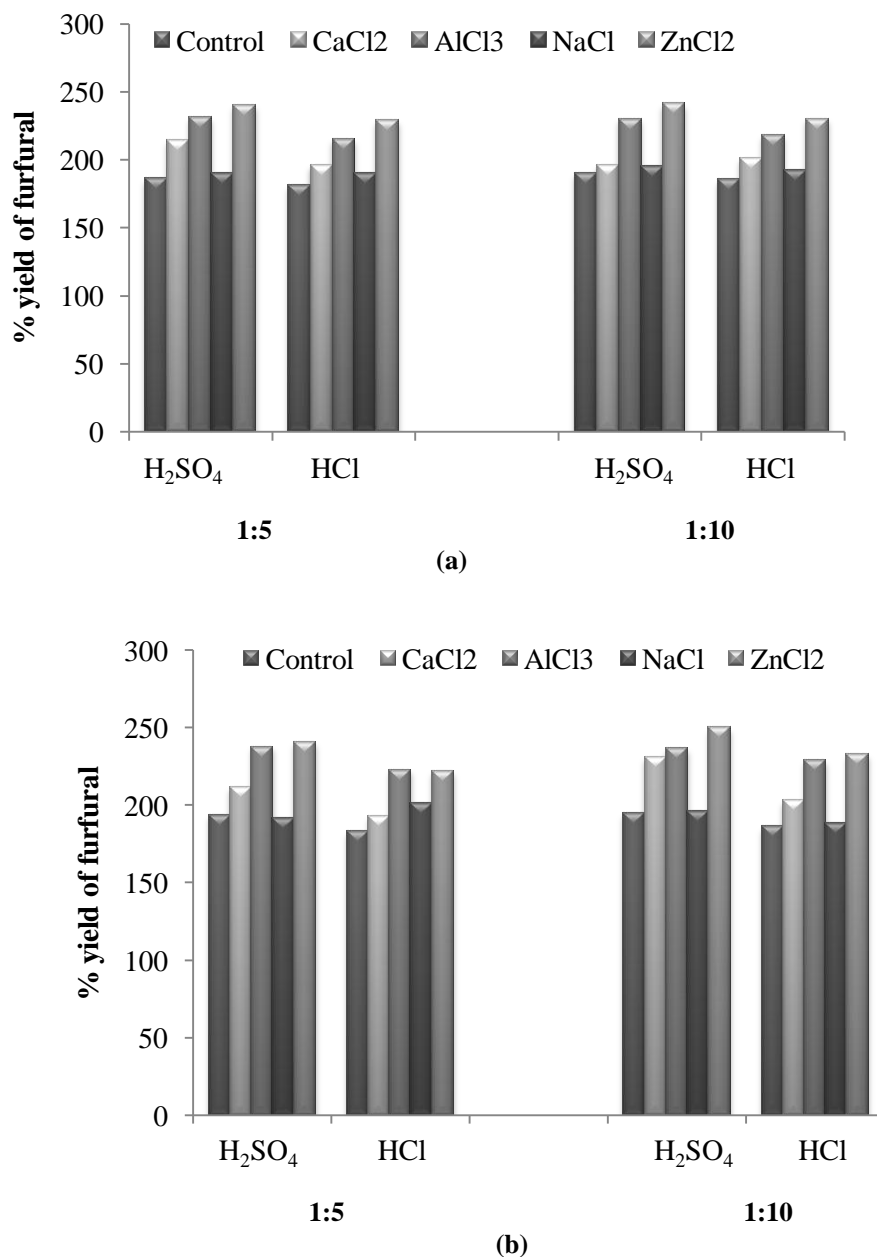 300
Control CaCl2 AlCl3 NaCl ZnCl2
250
200
150
100
50
0
% yield of furfural
H₂SO₄ HCl H₂SO₄ HCl
1:5 1:10
(a)
300
Control CaCl2 AlCl3 NaCl ZnCl2
250
200
150
100
50
0
% yield of furfural
H₂SO₄ HCl H₂SO₄ HCl
1:5 1:10
(b)